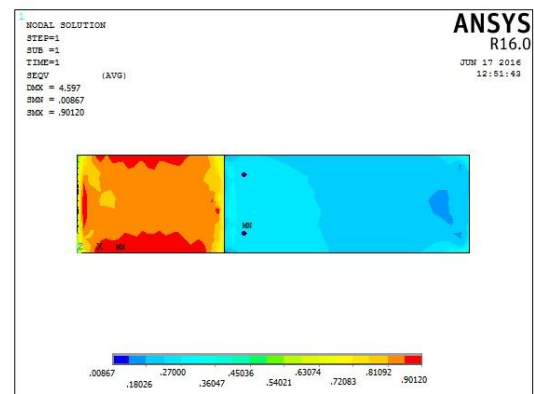 1
NODAL SOLUTION
STEP=1
SUB =1
TIME=1
SEQV (AVG)
DMX = 4.597
SMN = .00867
SMX = .90120
ANSYS
R16.0
JUN 17 2016
12:51:43
MN
Z X MX
.00867 .27000 .45036 .63074 .81092 .90120
.18026 .36047 .54021 .72083